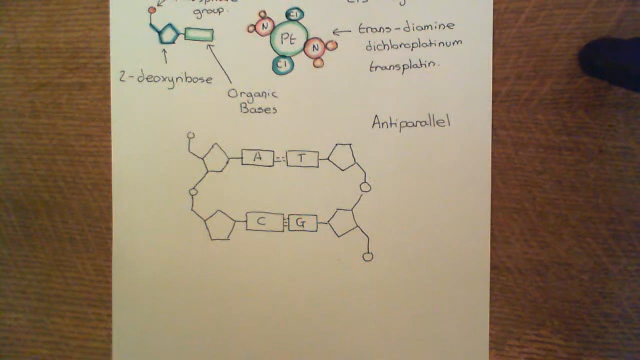 group.
2-deoxyribose
Organic
Bases
N
Cl
Pt
N
Cl
trans-diamine
dichloroplatinum
transplatin.
Antiparallel
A T
C G